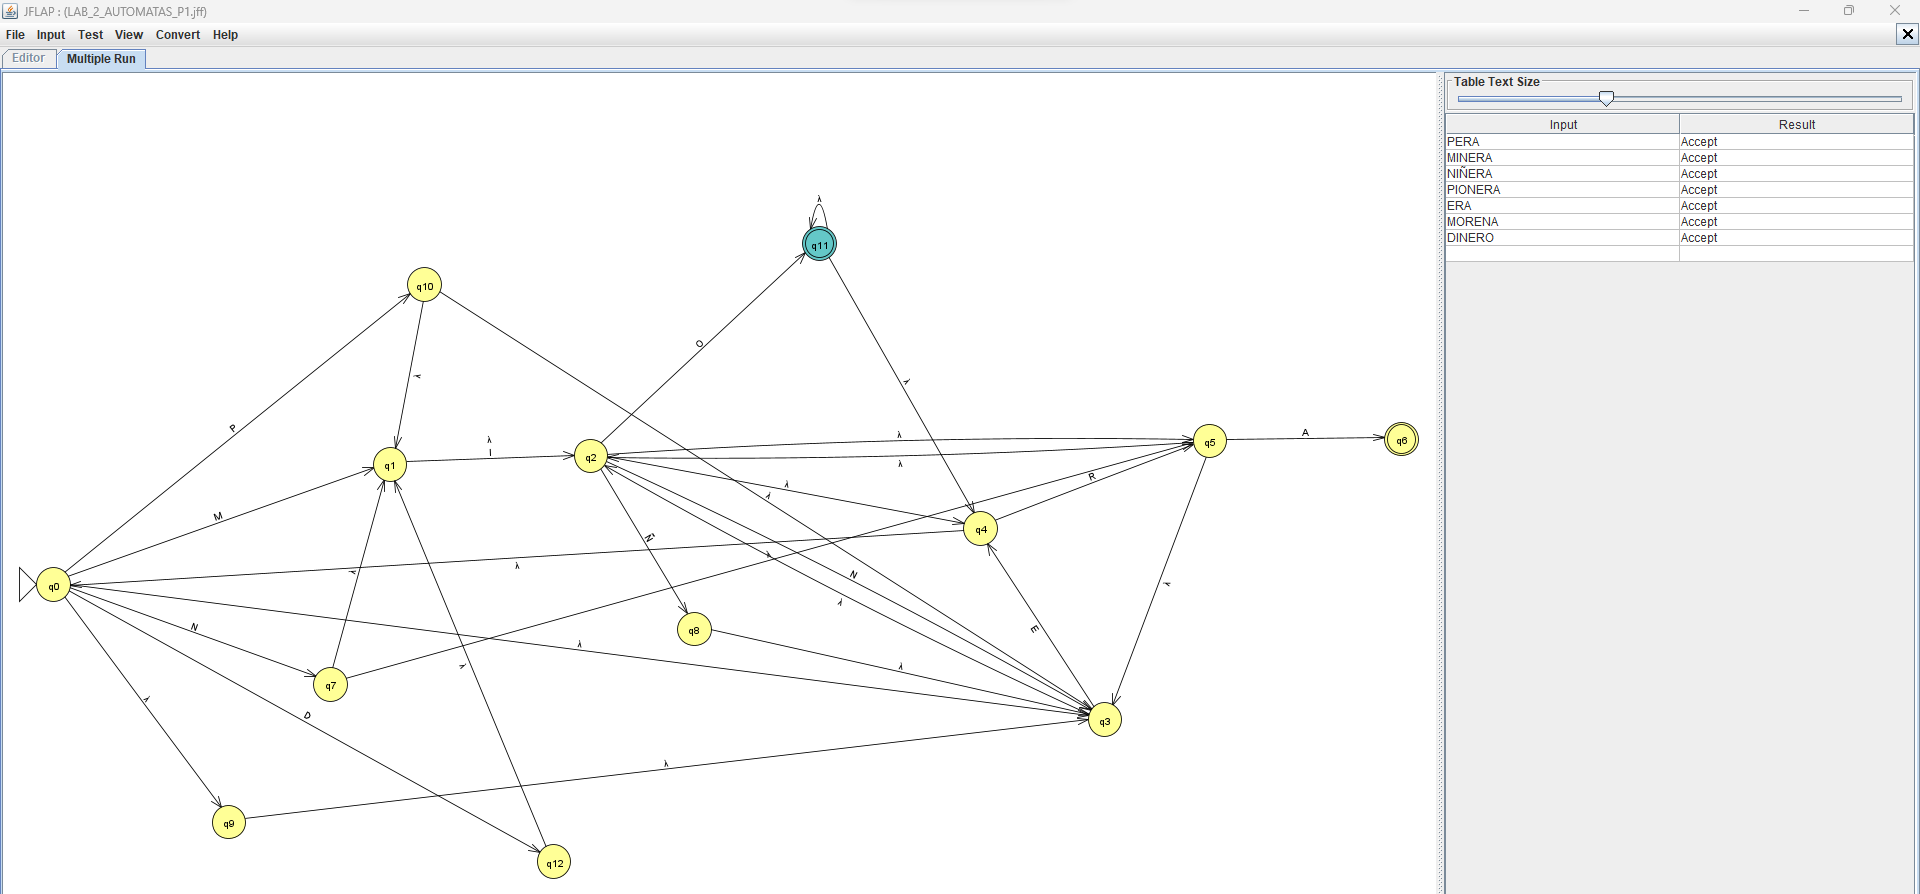 JFLAP : (LAB_2_AUTOMATAS_P1.jff)
File Input Test View Convert Help
Editor Multiple Run
Table Text Size
Input Result
PERA Accept
MINERA Accept
NIÑERA Accept
PIONERA Accept
ERA Accept
MORENA Accept
DINERO Accept
λ
q11
q10
O
λ
λ
P
λ
λ
A
q1
I
q2
λ
q5
q6
λ
λ
R
M
q4
Ñ
λ
λ
λ
N
q0
λ
λ
N
q8
E
λ
λ
λ
q7
λ
λ
D
q3
λ
q9
q12